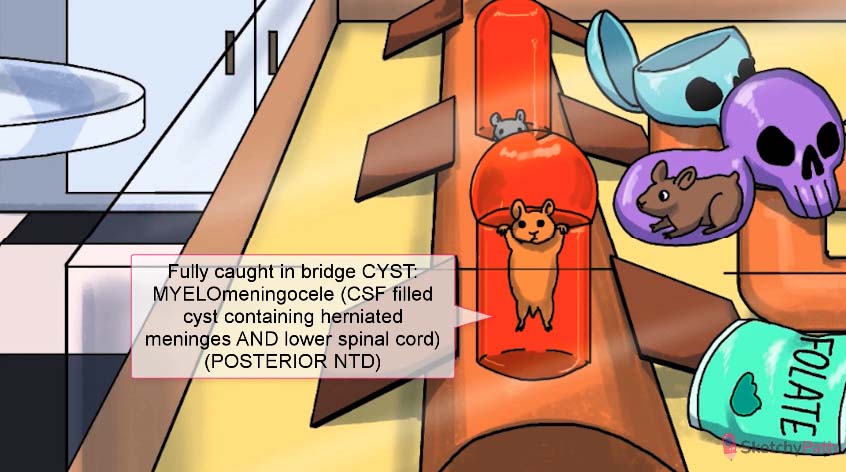 Fully caught in bridge CYST:
MYELOmeningocele (CSF filled
cyst containing herniated
meninges AND lower spinal cord)
(POSTERIOR NTD)
FOLATE
SketchyPath